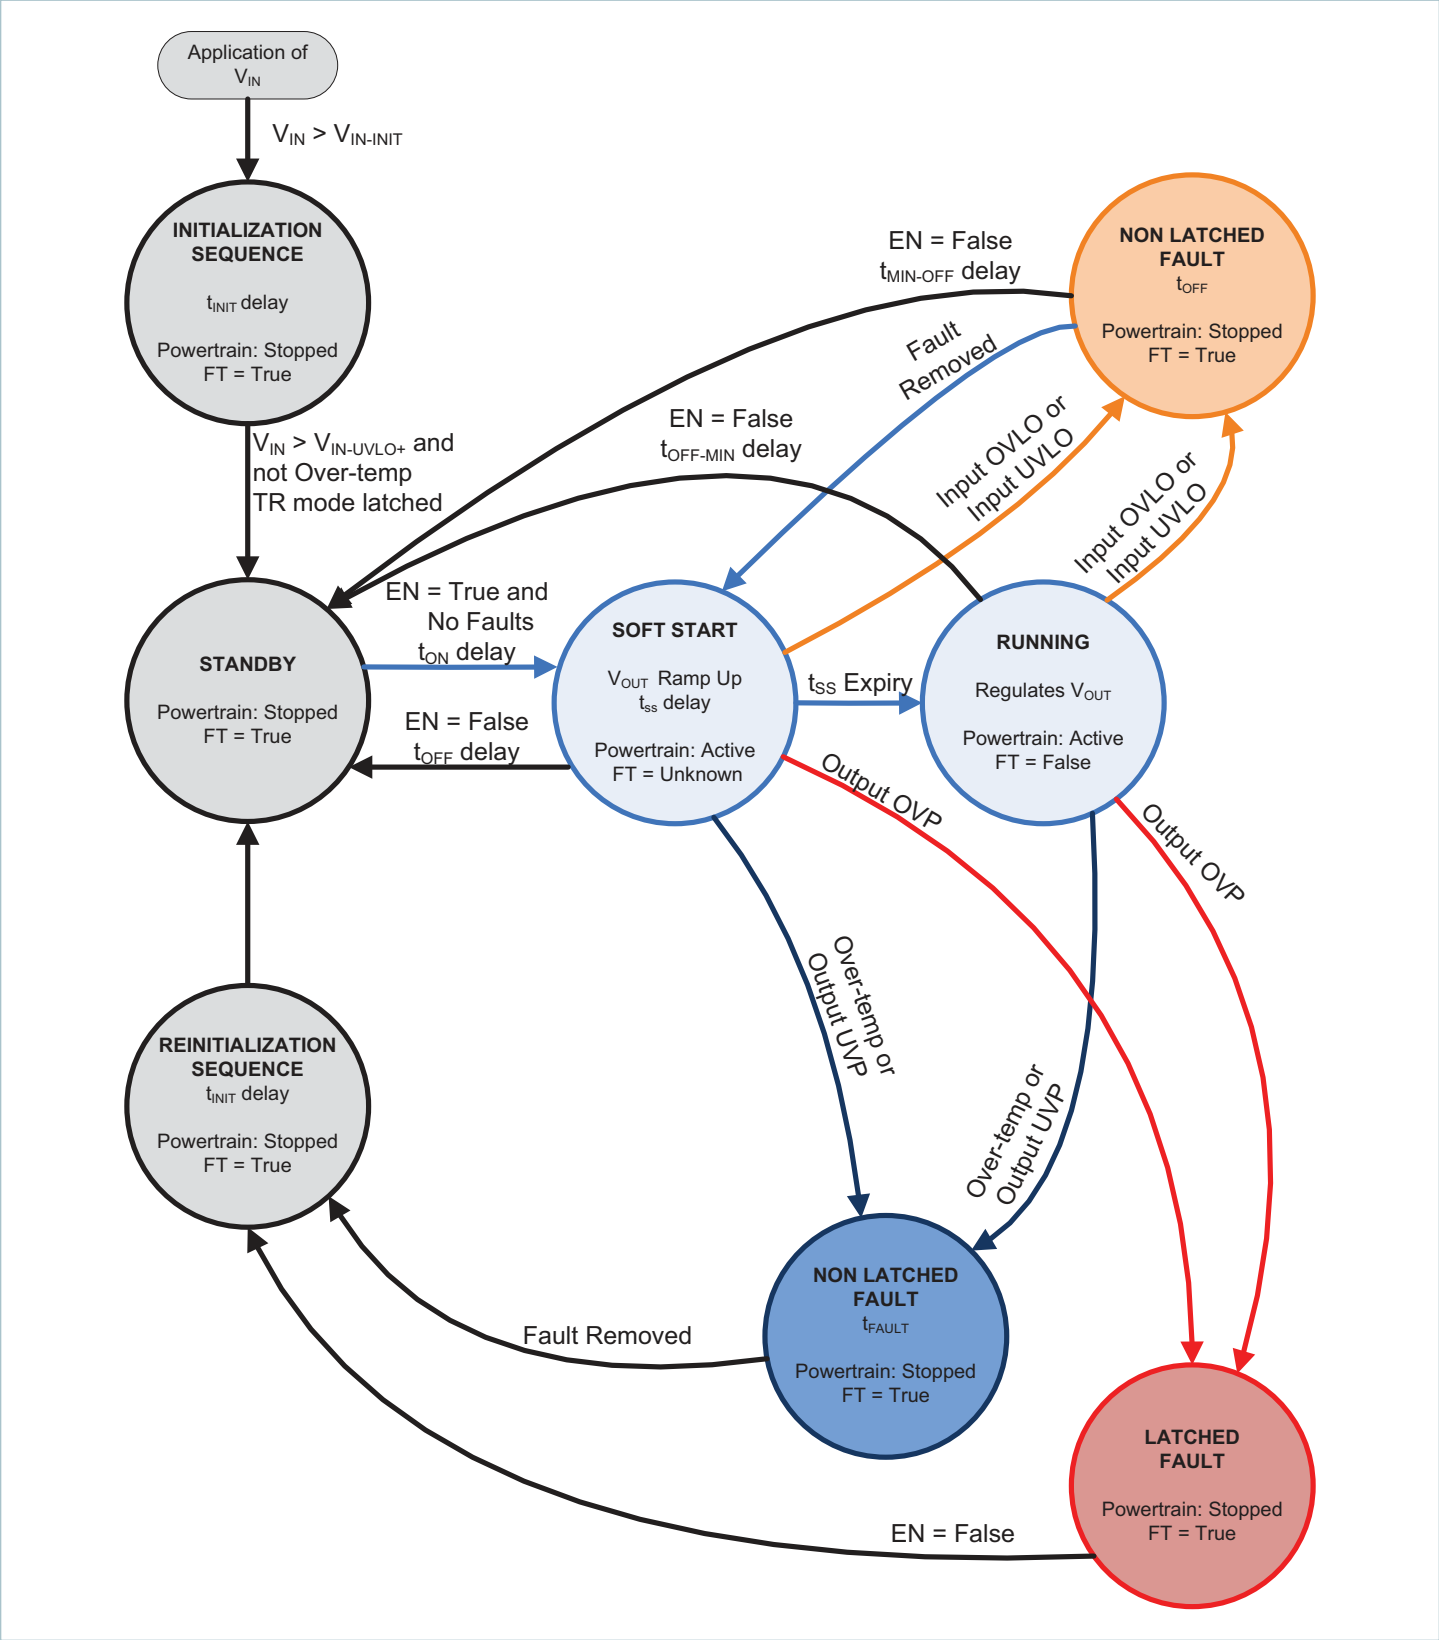 Application of
VIN
VIN > VIN-INIT
INITIALIZATION
SEQUENCE
tINIT delay
Powertrain: Stopped
FT = True
VIN > VIN-UVLO+ and
not Over-temp
TR mode latched
EN = False
tMIN-OFF delay
NON LATCHED
FAULT
tOFF
Powertrain: Stopped
FT = True
Fault
Removed
EN = False
tOFF-MIN delay
Input OVLO or
Input UVLO
Input OVLO or
Input UVLO
STANDBY
Powertrain: Stopped
FT = True
EN = True and
No Faults
tON delay
EN = False
tOFF delay
SOFT START
VOUT Ramp Up
tss delay
Powertrain: Active
FT = Unknown
tSS Expiry
RUNNING
Regulates VOUT
Powertrain: Active
FT = False
Output OVP
Output OVP
Over-temp or
Output UVP
Over-temp or
Output UVP
REINITIALIZATION
SEQUENCE
tINIT delay
Powertrain: Stopped
FT = True
Fault Removed
NON LATCHED
FAULT
tFAULT
Powertrain: Stopped
FT = True
EN = False
LATCHED
FAULT
Powertrain: Stopped
FT = True